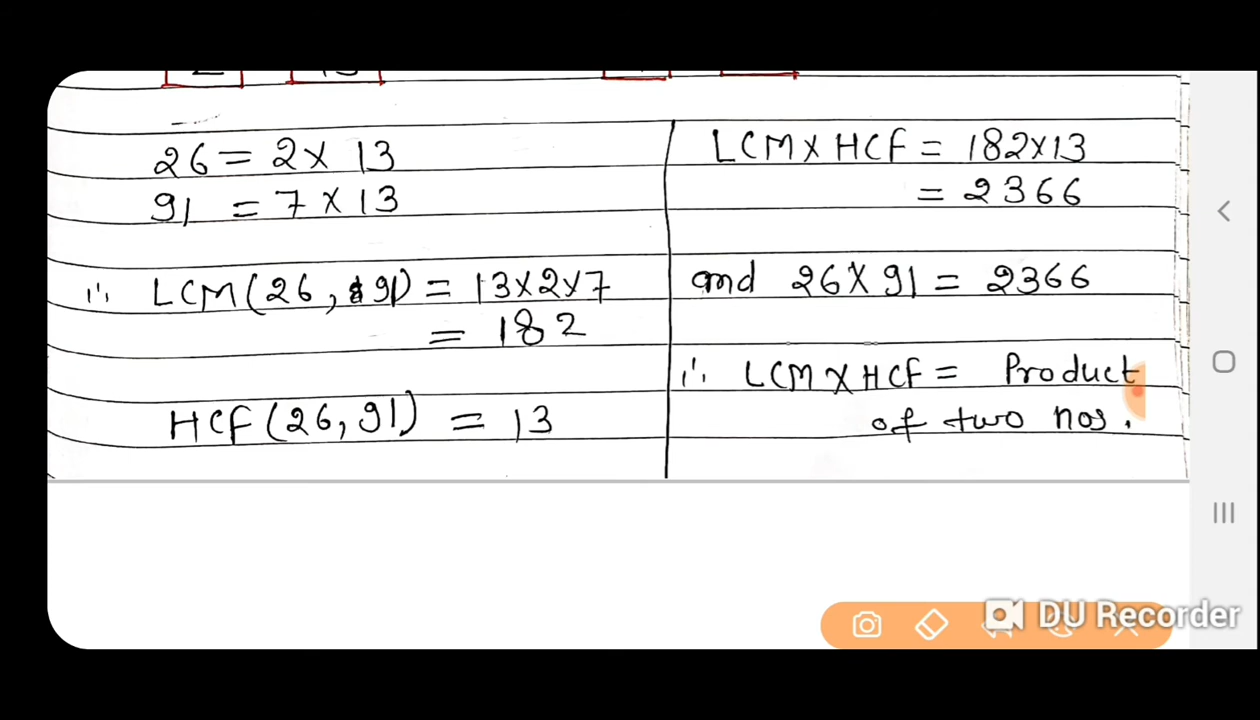 26 = 2 × 13
91 = 7 × 13
∴ LCM (26, 91) = 13×2×7
= 182
HCF (26, 91) = 13
LCM × HCF = 182×13
= 2366
and 26 × 91 = 2366
∴ LCM × HCF = Product
of two nos.
DU Recorder